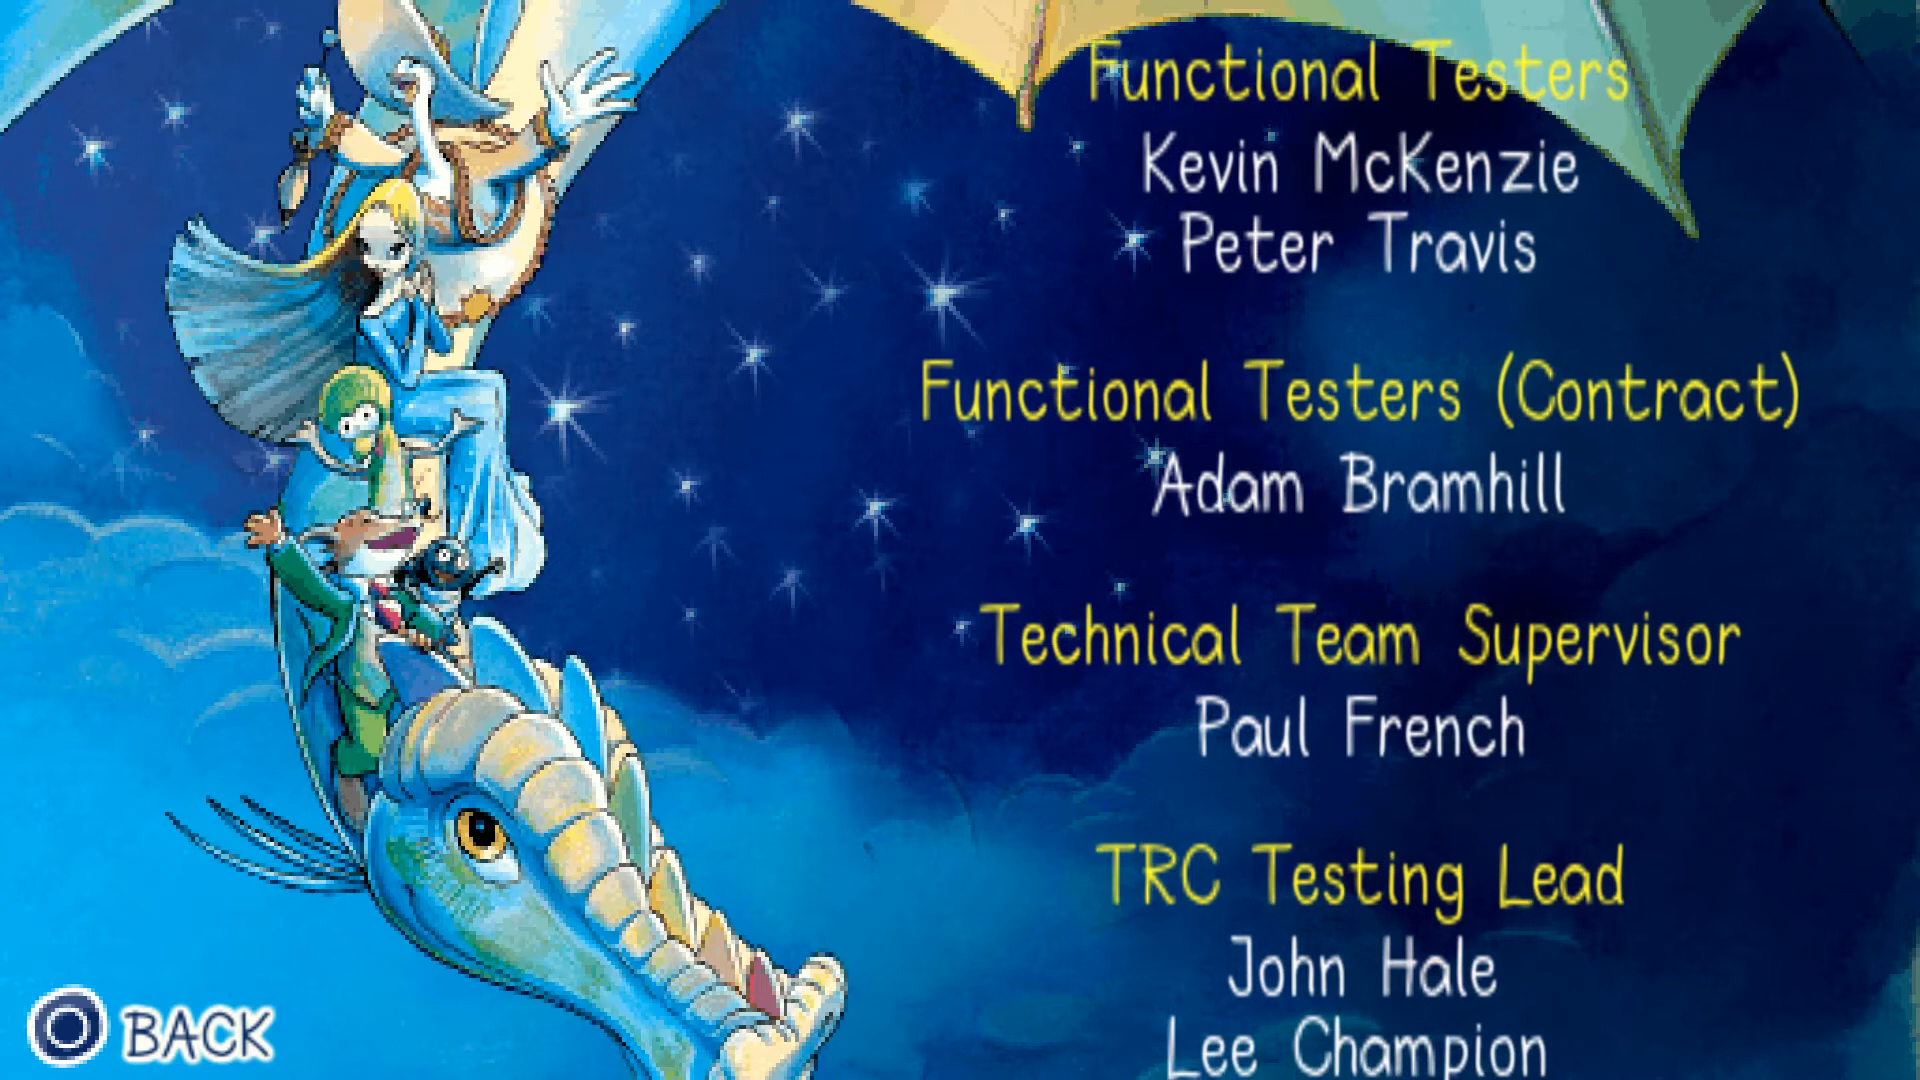 Functional Testers
Kevin McKenzie
Peter Travis
Functional Testers (Contract)
Adam Bramhill
Technical Team Supervisor
Paul French
TRC Testing Lead
John Hale
Lee Champion
BACK